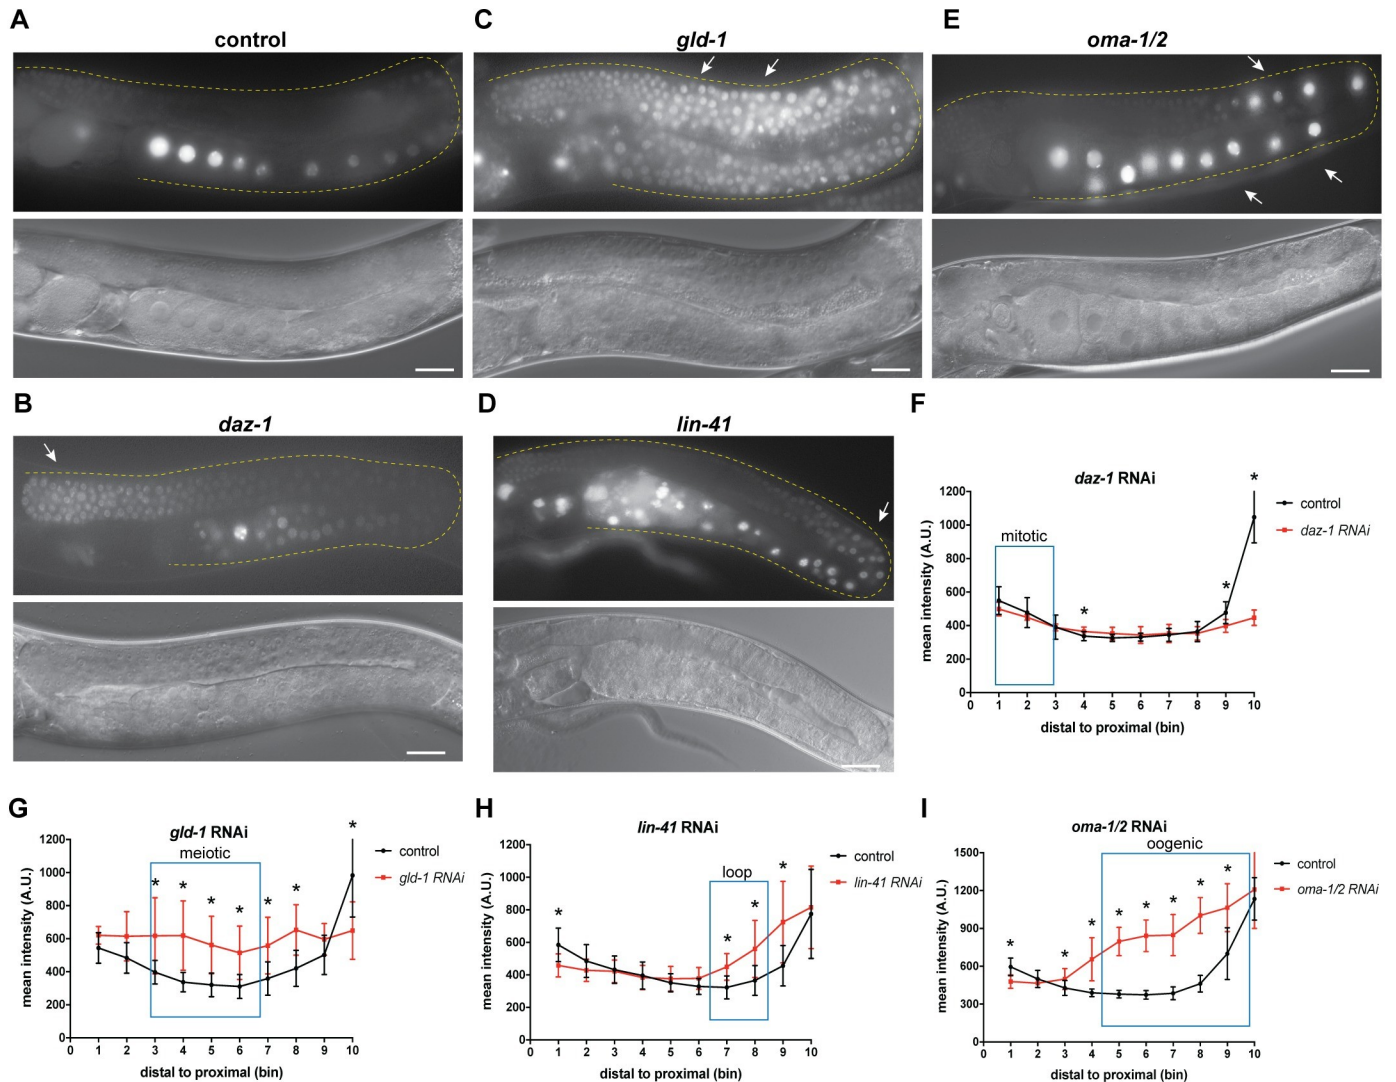 A
control
C
gld-1
E
oma-1/2
B
daz-1
D
lin-41
F
daz-1 RNAi
mean intensity (A.U.)
1200
1000
800
600
400
200
0
mitotic
*
*
*
control
daz-1 RNAi
1 2 3 4 5 6 7 8 9 10
distal to proximal (bin)
G
gld-1 RNAi
meiotic
mean intensity (A.U.)
1200
1000
800
600
400
200
0
* * * * * * *
control
gld-1 RNAi
0 1 2 3 4 5 6 7 8 9 10
distal to proximal (bin)
H
lin-41 RNAi
loop
mean intensity (A.U.)
1200
1000
800
600
400
200
0
* * * *
control
lin-41 RNAi
0 1 2 3 4 5 6 7 8 9 10
distal to proximal (bin)
I
oma-1/2 RNAi
oogenic
mean intensity (A.U.)
1500
1200
900
600
300
0
* * * * * * * *
control
oma-1/2 RNAi
0 1 2 3 4 5 6 7 8 9 10
distal to proximal (bin)